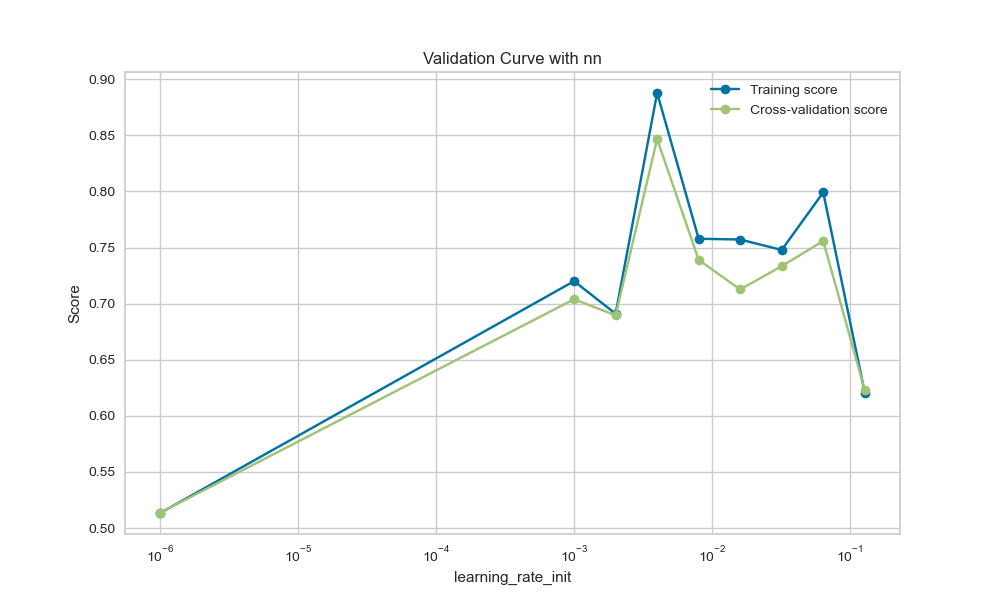 Validation Curve with nn
Training score
Cross-validation score
0.90
0.85
0.80
0.75
0.70
0.65
0.60
0.55
0.50
Score
10⁻⁶ 10⁻⁵ 10⁻⁴ 10⁻³ 10⁻² 10⁻¹
learning_rate_init